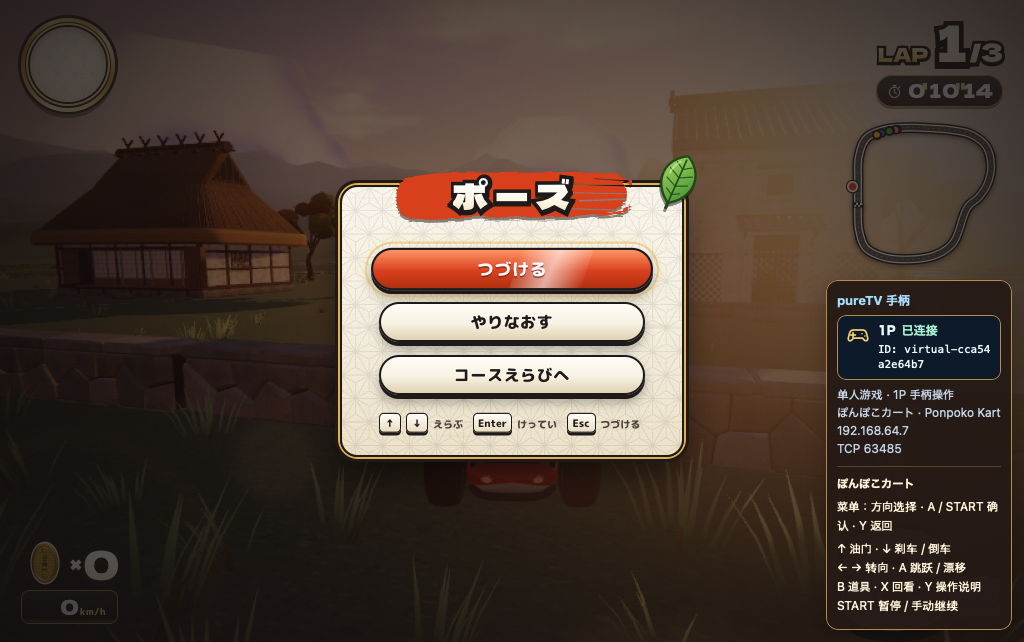 LAP 1/3
0'10"14
ポーズ
つづける
やりなおす
コースえらびへ
↑ ↓ えらぶ Enter けってい Esc つづける
×0
0 km/h
pureTV 手柄
1P 已连接
ID: virtual-cca54
a2e64b7
单人游戏 · 1P 手柄操作
ぽんぽこカート · Ponpoko Kart
192.168.64.7
TCP 63485
ぽんぽこカート
菜单：方向选择 · A / START 确
认 · Y 返回
↑ 油门 · ↓ 刹车 / 倒车
← → 转向 · A 跳跃 / 漂移
B 道具 · X 回看 · Y 操作说明
START 暂停 / 手动继续